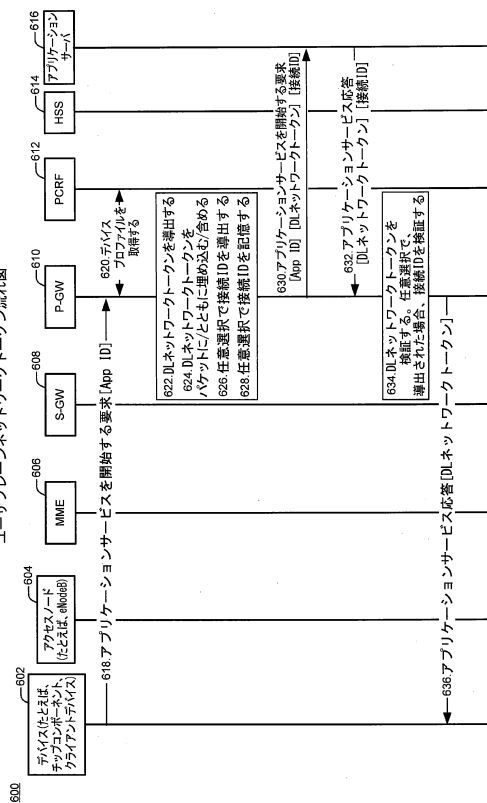 600
ユーザプレーンネットワークトークン流れ図
602
デバイス(たとえば、
チップコンポーネント、
クライアントデバイス)
604
アクセスノード
(たとえば、eNodeB)
606
MME
608
S-GW
610
P-GW
612
PCRF
614
HSS
616
アプリケーション
サーバ
618.アプリケーションサービスを開始する要求[App ID]
620.デバイス
プロファイルを
取得する
622.DLネットワークトークンを導出する
624.DLネットワークトークンを
パケットに/とともに埋め込む/含める
626.任意選択で接続IDを導出する
628.任意選択で接続IDを記憶する
630.アプリケーションサービスを開始する要求
[App ID] [DLネットワークトークン] [接続ID]
632.アプリケーションサービス応答
[DLネットワークトークン] [接続ID]
634.DLネットワークトークンを
検証する。任意選択で、
導出された場合、接続IDを検証する
636.アプリケーションサービス応答[DLネットワークトークン]